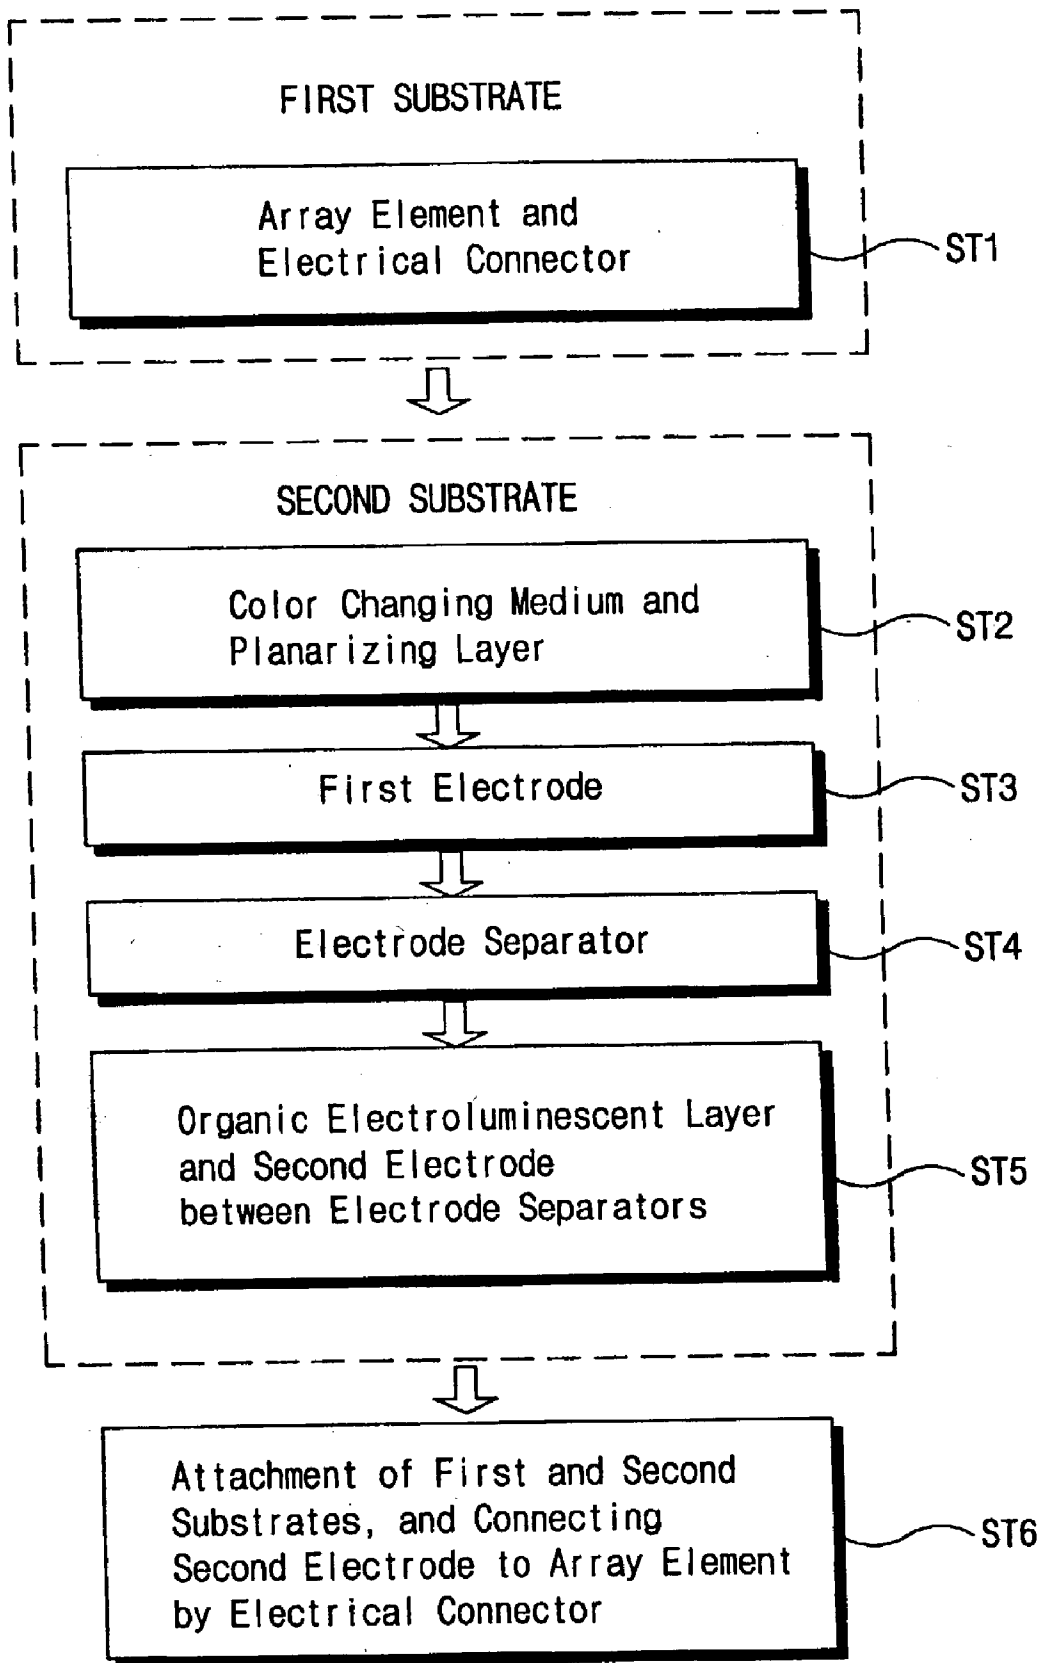 FIRST SUBSTRATE
Array Element and
Electrical Connector
ST1
SECOND SUBSTRATE
Color Changing Medium and
Planarizing Layer
ST2
First Electrode
ST3
Electrode Separator
ST4
Organic Electroluminescent Layer
and Second Electrode
between Electrode Separators
ST5
Attachment of First and Second
Substrates, and Connecting
Second Electrode to Array Element
by Electrical Connector
ST6